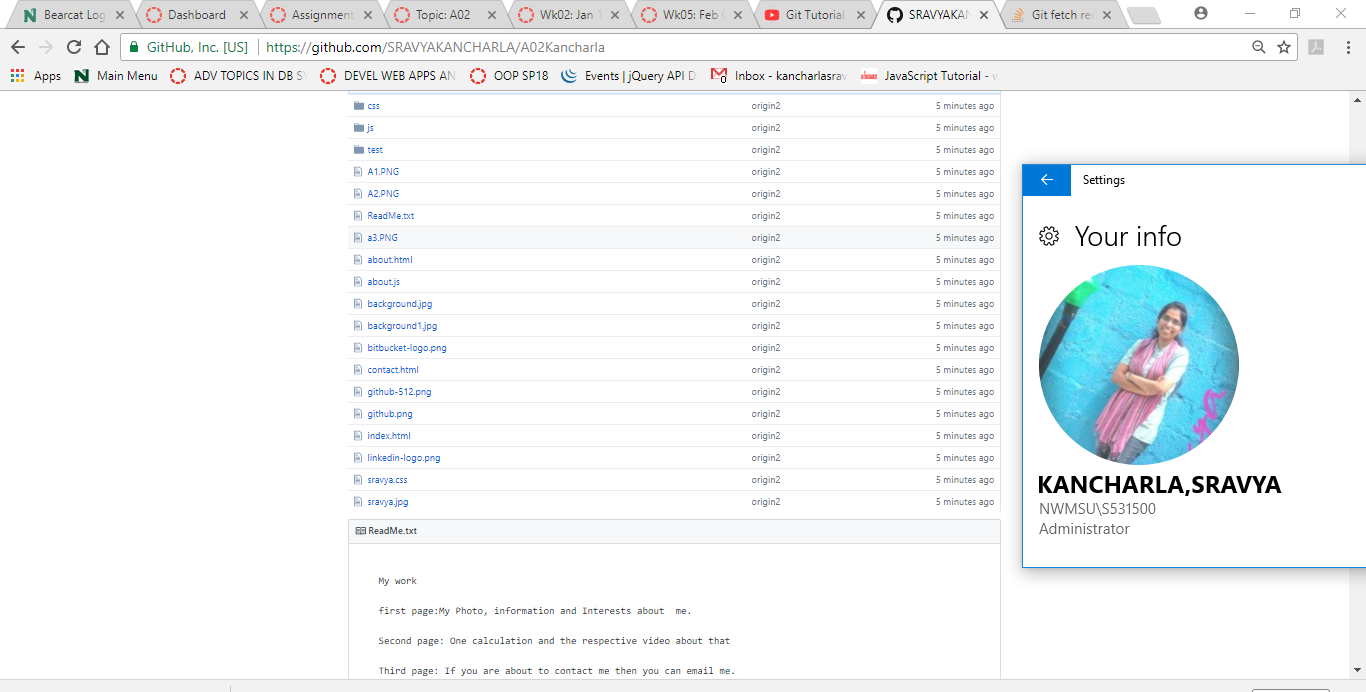 Bearcat Log
Dashboard
Assignment
Topic: A02
Wk02: Jan 1
Wk05: Feb
Git Tutorial
SRAVYAKAN
Git fetch re
GitHub, Inc. [US] https://github.com/SRAVYAKANCHARLA/A02Kancharla
Apps N Main Menu ADV TOPICS IN DB SY DEVEL WEB APPS AN OOP SP18 Events | jQuery API D Inbox - kancharlasrav JavaScript Tutorial - w
css origin2 5 minutes ago
js origin2 5 minutes ago
test origin2 5 minutes ago
A1.PNG origin2 5 minutes ago
A2.PNG origin2 5 minutes ago
ReadMe.txt origin2 5 minutes ago
a3.PNG origin2 5 minutes ago
about.html origin2 5 minutes ago
about.js origin2 5 minutes ago
background.jpg origin2 5 minutes ago
background1.jpg origin2 5 minutes ago
bitbucket-logo.png origin2 5 minutes ago
contact.html origin2 5 minutes ago
github-512.png origin2 5 minutes ago
github.png origin2 5 minutes ago
index.html origin2 5 minutes ago
linkedin-logo.png origin2 5 minutes ago
sravya.css origin2 5 minutes ago
sravya.jpg origin2 5 minutes ago
ReadMe.txt
My work
first page:My Photo, information and Interests about  me.
Second page: One calculation and the respective video about that
Third page: If you are about to contact me then you can email me.
Settings
Your info
KANCHARLA,SRAVYA
NWMSU\S531500
Administrator